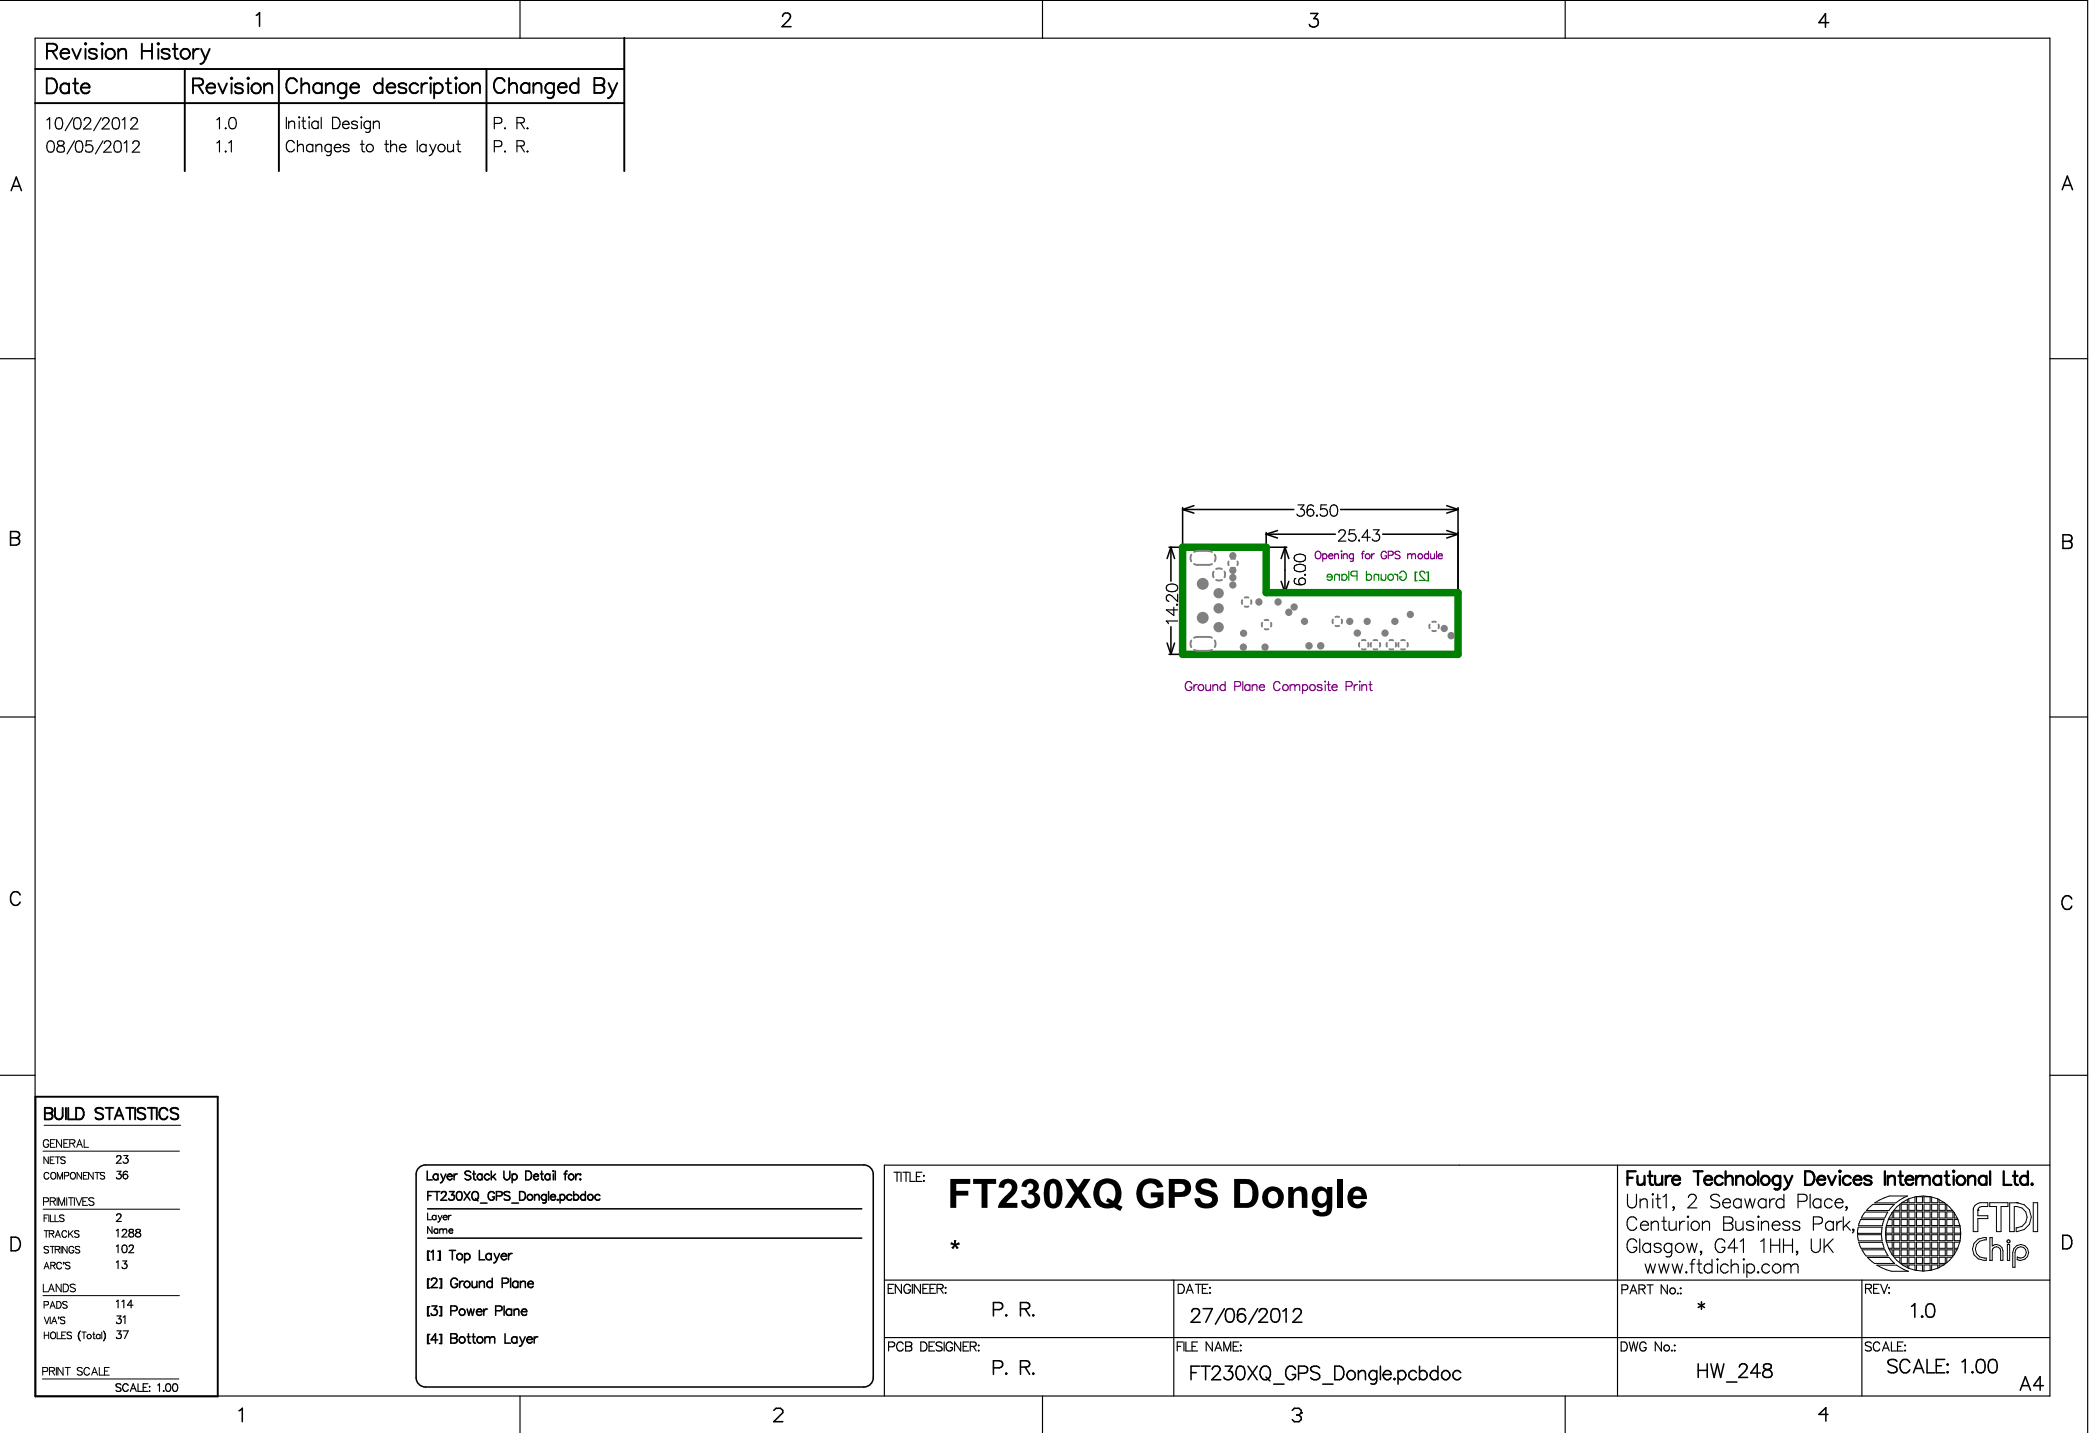 1 2 3 4
Revision History
Date Revision Change description Changed By
10/02/2012 1.0 Initial Design P. R.
08/05/2012 1.1 Changes to the layout P. R.
A A
36.50
25.43
B B
Opening for GPS module
6.00
[2] Ground Plane
14.20
Ground Plane Composite Print
C C
BUILD STATISTICS
GENERAL
NETS 23
COMPONENTS 36
PRIMITIVES
FILLS 2
TRACKS 1288
STRINGS 102
ARC'S 13
LANDS
PADS 114
VIA'S 31
HOLES (Total) 37
PRINT SCALE
SCALE: 1.00
Layer Stack Up Detail for:
FT230XQ_GPS_Dongle.pcbdoc
Layer
Name
[1] Top Layer
[2] Ground Plane
[3] Power Plane
[4] Bottom Layer
TITLE: FT230XQ GPS Dongle
*
Future Technology Devices International Ltd.
Unit1, 2 Seaward Place,
Centurion Business Park,
Glasgow, G41 1HH, UK
www.ftdichip.com
FTDI
Chip
D D
ENGINEER: P. R.
DATE: 27/06/2012
PART No.: *
REV: 1.0
PCB DESIGNER: P. R.
FILE NAME: FT230XQ_GPS_Dongle.pcbdoc
DWG No.: HW_248
SCALE: SCALE: 1.00
A4
1 2 3 4